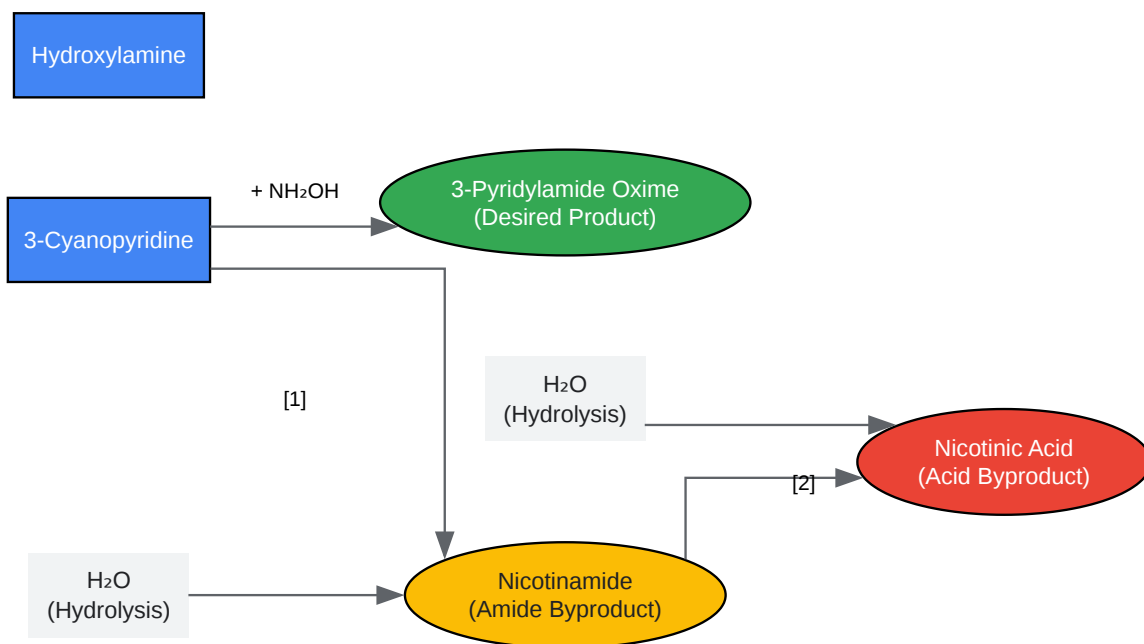 Hydroxylamine
+ NH₂OH
3-Pyridylamide Oxime
(Desired Product)
3-Cyanopyridine
[1]
H₂O
(Hydrolysis)
Nicotinic Acid
(Acid Byproduct)
[2]
H₂O
(Hydrolysis)
Nicotinamide
(Amide Byproduct)